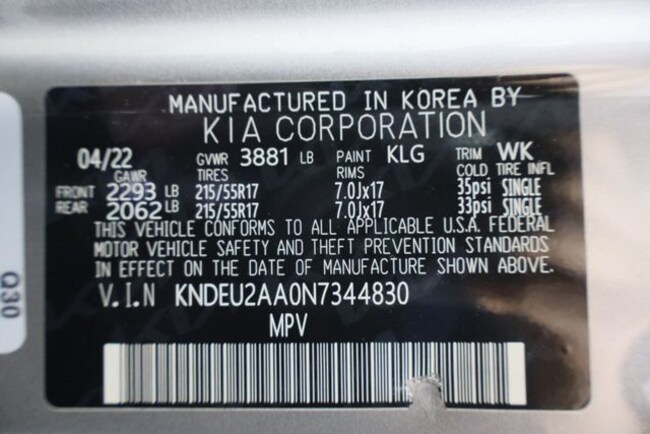 MANUFACTURED IN KOREA BY
KIA CORPORATION
04/22 GVWR 3881 LB PAINT KLG TRIM WK
GAWR TIRES RIMS COLD TIRE INFL
FRONT 2293 LB 215/55R17 7.0Jx17 35psi SINGLE
REAR 2062 LB 215/55R17 7.0Jx17 33psi SINGLE
THIS VEHICLE CONFORMS TO ALL APPLICABLE U.S.A. FEDERAL
MOTOR VEHICLE SAFETY AND THEFT PREVENTION STANDARDS
IN EFFECT ON THE DATE OF MANUFACTURE SHOWN ABOVE.
V.I.N KNDEU2AA0N7344830
MPV
Q30